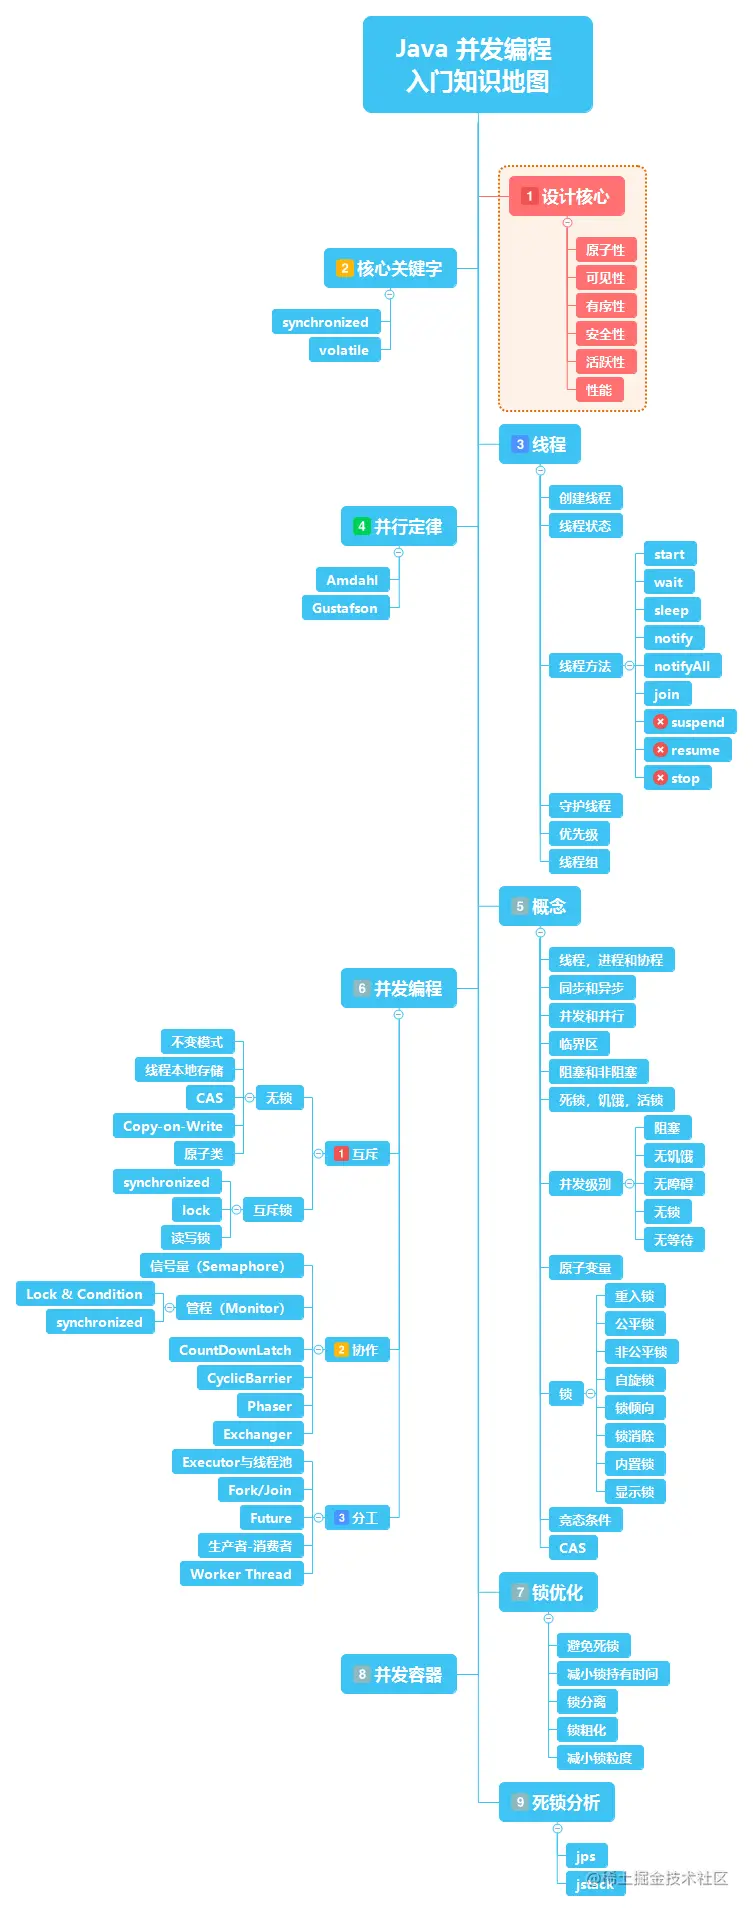 Java 并发编程
入门知识地图
1 设计核心
原子性
可见性
有序性
安全性
活跃性
性能
2 核心关键字
synchronized
volatile
3 线程
创建线程
线程状态
线程方法
start
wait
sleep
notify
notifyAll
join
suspend
resume
stop
守护线程
优先级
线程组
4 并行定律
Amdahl
Gustafson
5 概念
线程，进程和协程
同步和异步
并发和并行
临界区
阻塞和非阻塞
死锁，饥饿，活锁
并发级别
阻塞
无饥饿
无障碍
无锁
无等待
原子变量
锁
重入锁
公平锁
非公平锁
自旋锁
锁倾向
锁消除
内置锁
显示锁
竞态条件
CAS
6 并发编程
1 互斥
无锁
不变模式
线程本地存储
CAS
Copy-on-Write
原子类
互斥锁
synchronized
lock
读写锁
2 协作
信号量（Semaphore）
管程（Monitor）
Lock & Condition
synchronized
CountDownLatch
CyclicBarrier
Phaser
Exchanger
3 分工
Executor与线程池
Fork/Join
Future
生产者-消费者
Worker Thread
7 锁优化
避免死锁
减小锁持有时间
锁分离
锁粗化
减小锁粒度
8 并发容器
9 死锁分析
jps
jstack
@稀土掘金技术社区